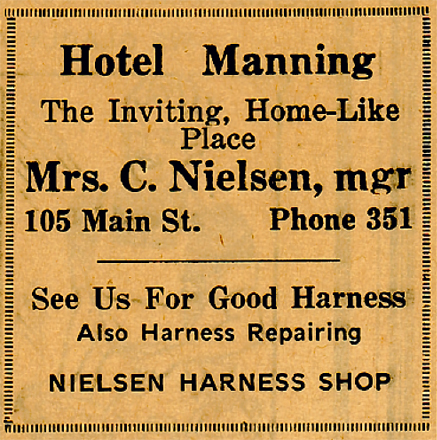 Hotel Manning
The Inviting, Home-Like
Place
Mrs. C. Nielsen, mgr
105 Main St. Phone 351
See Us For Good Harness
Also Harness Repairing
NIELSEN HARNESS SHOP